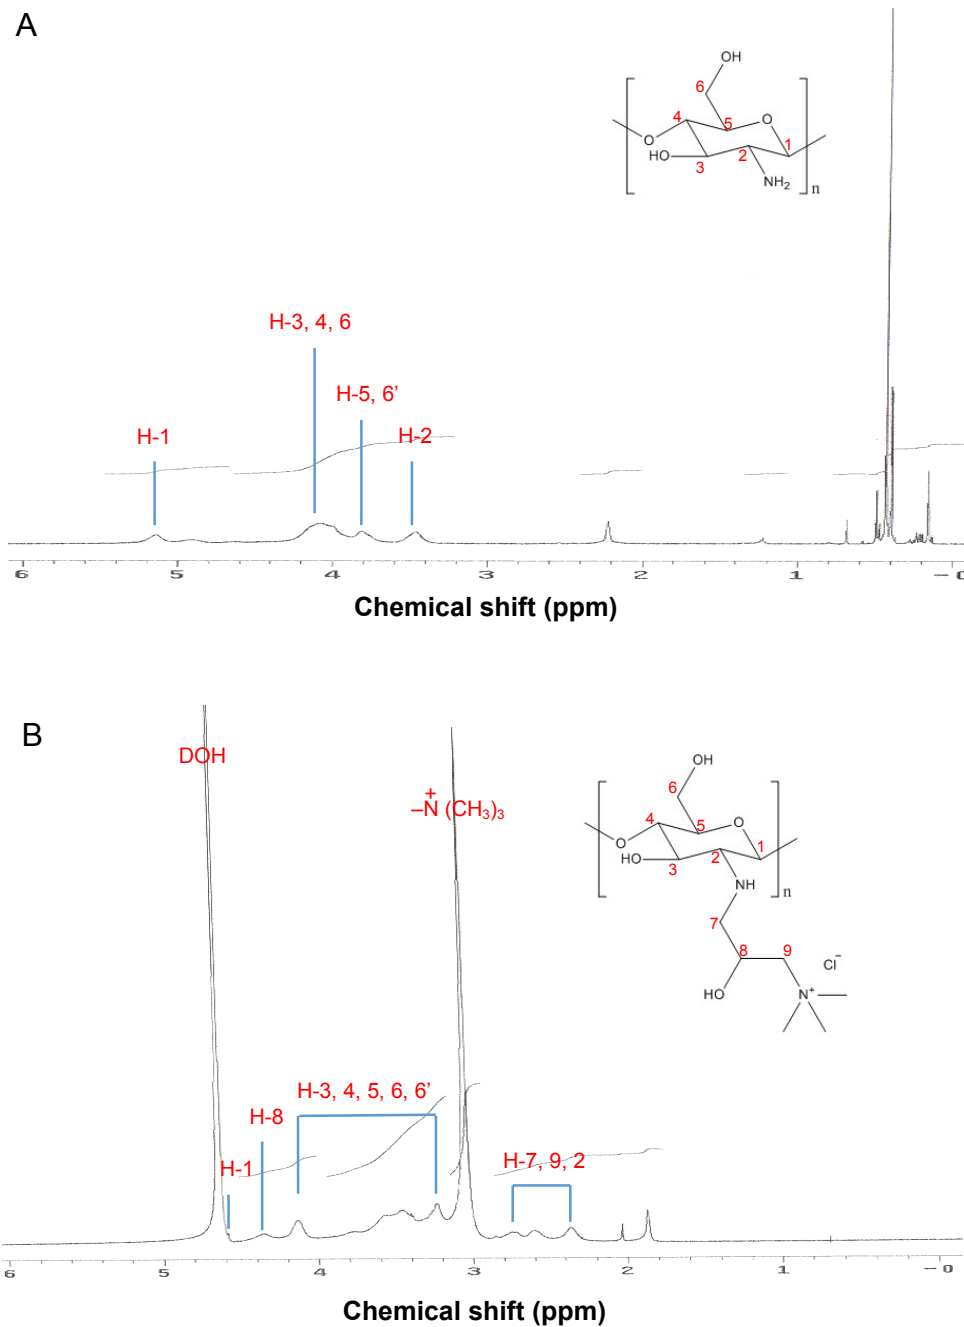 A
OH
6
4
5
O
O
1
HO
2
3
NH2
n
H-3, 4, 6
H-5, 6’
H-1
H-2
6 5 4 3 2 1 -0
Chemical shift (ppm)
B
DOH
+
–N (CH3)3
OH
6
4
5
O
O
1
HO
2
3
NH
n
7
8
9
Cl-
HO
N+
H-3, 4, 5, 6, 6’
H-8
H-1
H-7, 9, 2
6 5 4 3 2 1 -0
Chemical shift (ppm)